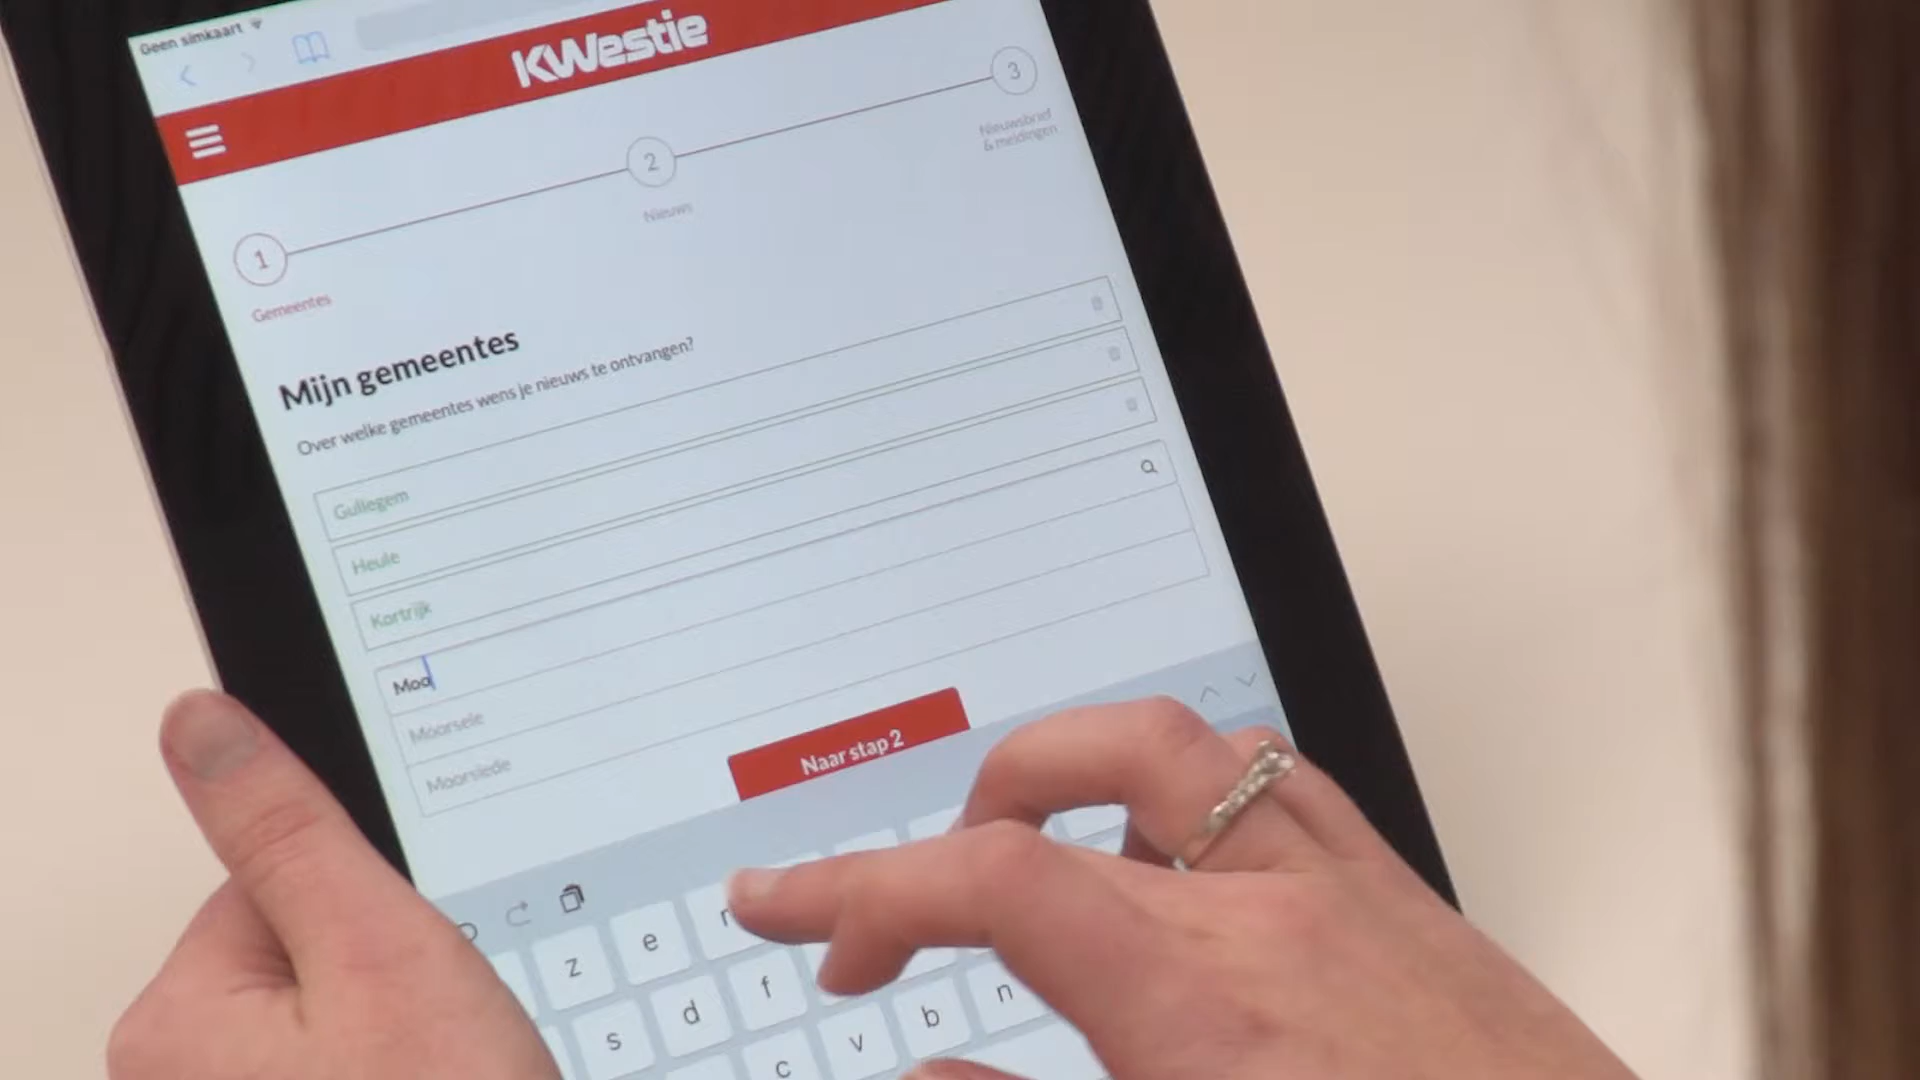 Geen simkaart
KWestie
1
2
3
Gemeentes
Nieuws
Nieuwsbrief
& meldingen
Mijn gemeentes
Over welke gemeentes wens je nieuws te ontvangen?
Gullegem
Heule
Kortrijk
Moo
Moorsele
Moorslede
Naar stap 2
z e r
s d f
c v b n